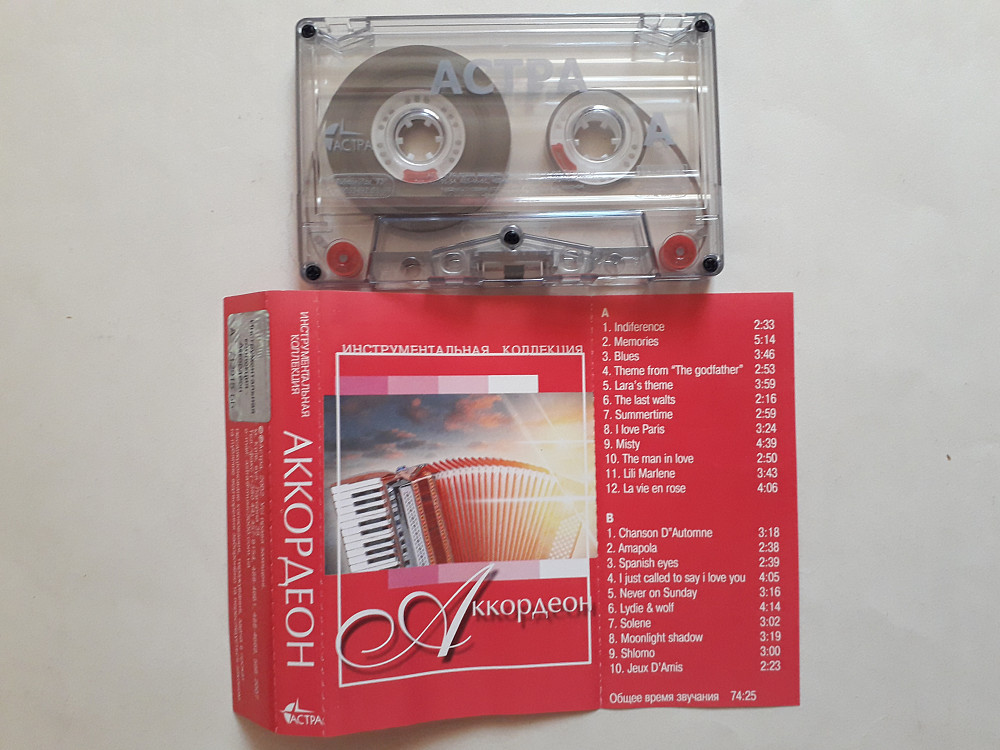 АСТРА
АСТРА
A
ИНСТРУМЕНТАЛЬНАЯ
КОЛЛЕКЦИЯ
АККОРДЕОН
АСТРА
ИНСТРУМЕНТАЛЬНАЯ КОЛЛЕКЦИЯ
Аккордеон
A
1. Indiference 2:33
2. Memories 5:14
3. Blues 3:46
4. Theme from “The godfather” 2:53
5. Lara's theme 3:59
6. The last walts 2:16
7. Summertime 2:59
8. I love Paris 3:24
9. Misty 4:39
10. The man in love 2:50
11. Lili Marlene 3:43
12. La vie en rose 4:06
B
1. Chanson D"Automne 3:18
2. Amapola 2:38
3. Spanish eyes 2:39
4. I just called to say i love you 4:05
5. Never on Sunday 3:16
6. Lydie & wolf 4:14
7. Solene 3:02
8. Moonlight shadow 3:19
9. Shlomo 3:00
10. Jeux D'Amis 2:23
Общее время звучания 74:25